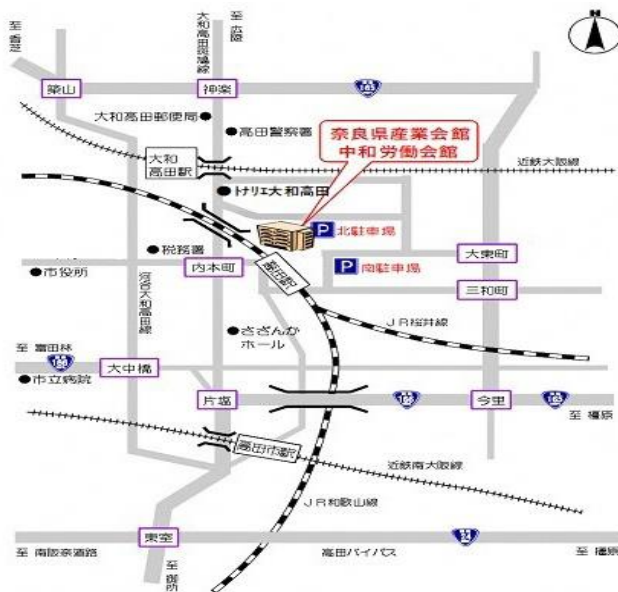 至 香芝
大和高田斑鳩線
至 広陵
築山
神楽
165
大和高田郵便局
高田警察署
奈良県産業会館
中和労働会館
大和
高田駅
近鉄大阪線
トナリエ大和高田
P 北駐車場
税務署
大東町
市役所
内本町
高田駅
P 南駐車場
三和町
河合大和高田線
さざんか
ホール
JR桜井線
至 富田林
166
大中橋
市立病院
片塩
165
今里
165
至 橿原
高田市駅
近鉄南大阪線
JR和歌山線
東室
24
至 南阪奈道路
高田バイパス
至 橿原
至 御所